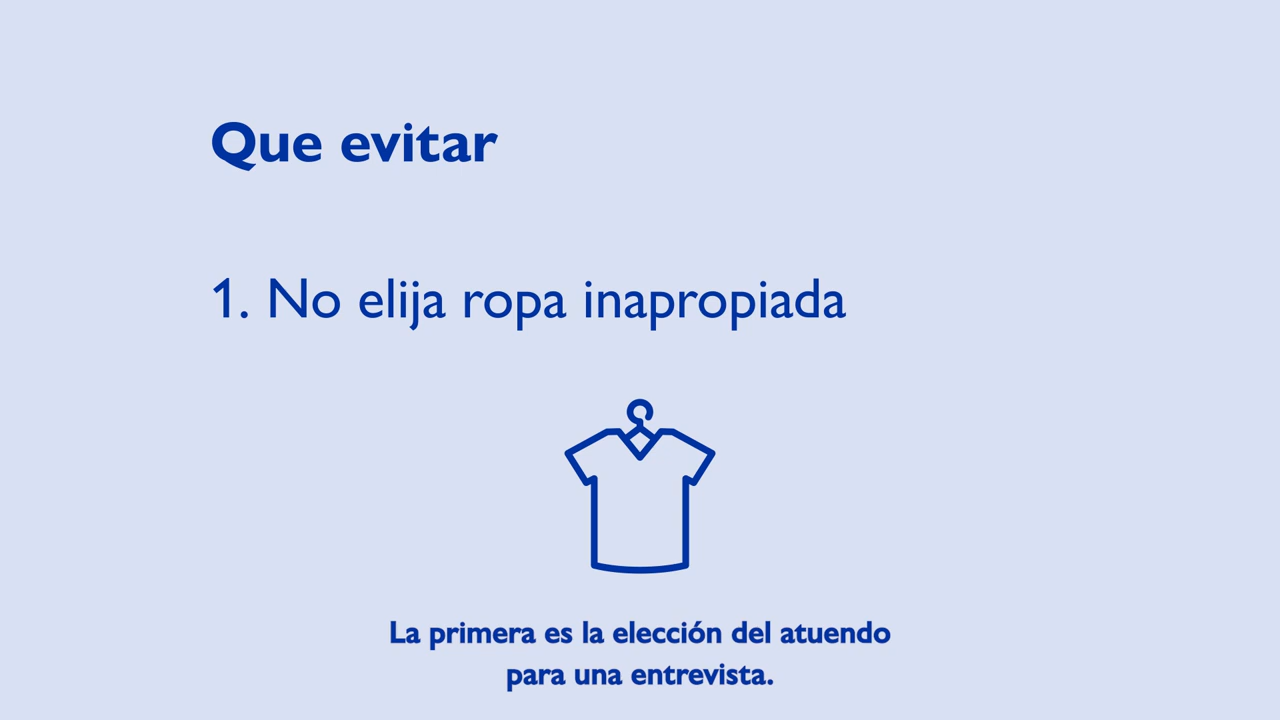 Que evitar
1. No elija ropa inapropiada
La primera es la elección del atuendo
para una entrevista.